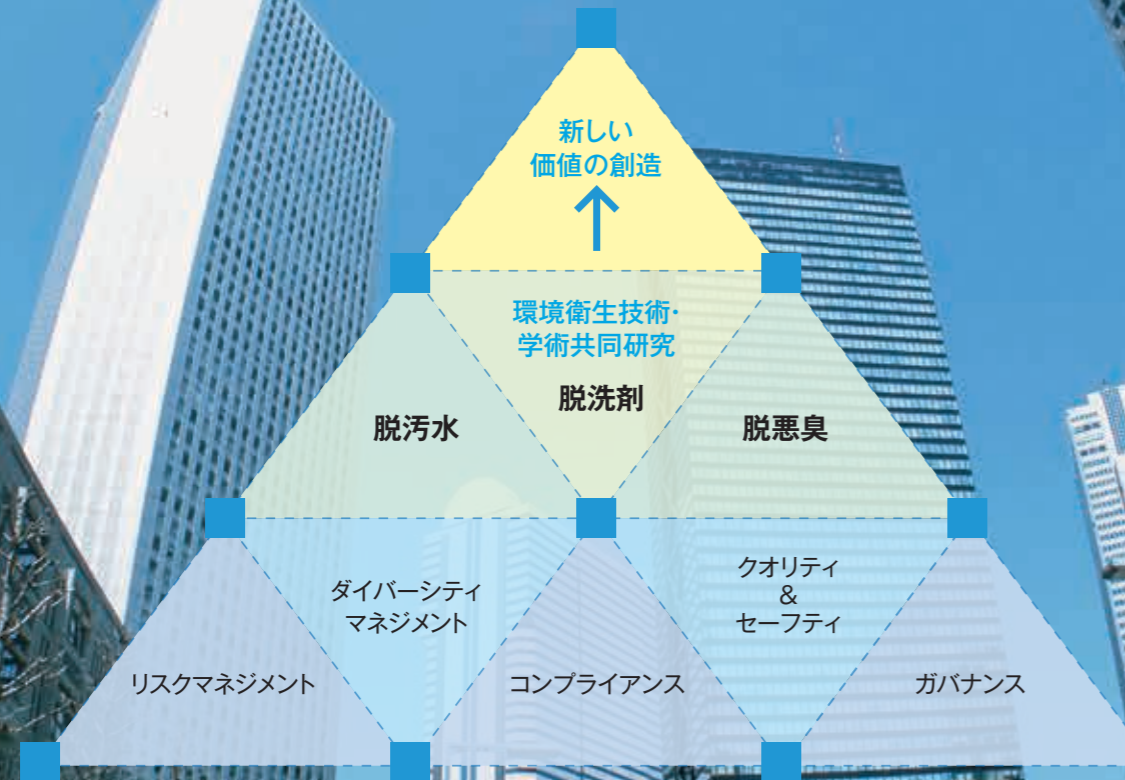 新しい
価値の創造
環境衛生技術・
学術共同研究
脱洗剤
脱汚水
脱悪臭
ダイバーシティ
マネジメント
クオリティ
&
セーフティ
リスクマネジメント
コンプライアンス
ガバナンス